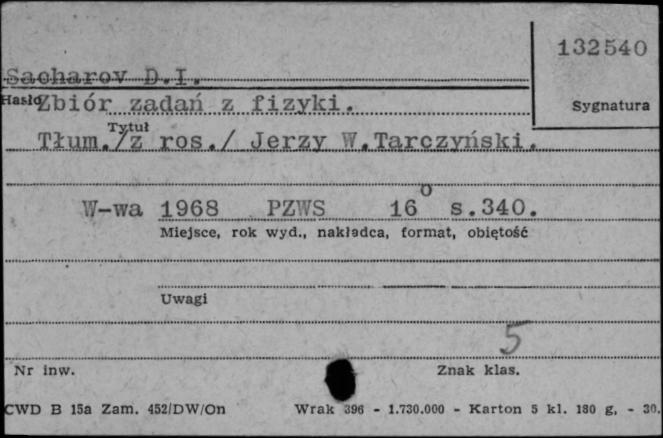 132540
Sacharov D.I.
Hasło Zbiór zadań z fizyki.
Sygnatura
Tytuł
Tłum./z ros./ Jerzy W.Tarczyński.
W-wa 1968 PZWS 16° s.340.
Miejsce, rok wyd., nakładca, format, obiętość
Uwagi
5
Nr inw. Znak klas.
CWD B 15a Zam. 452/DW/On Wrak 396 - 1.730.000 - Karton 5 kl. 180 g, - 30.